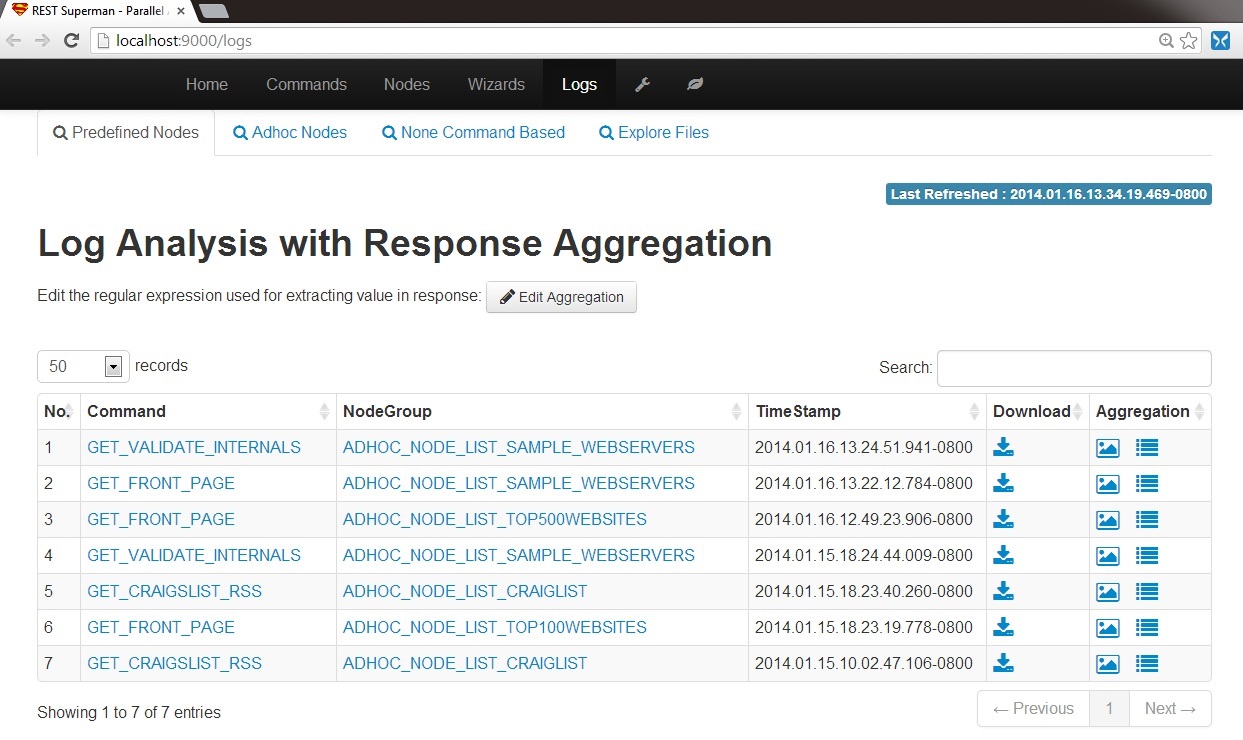 REST Superman - Parallel
localhost:9000/logs
Home Commands Nodes Wizards Logs
Predefined Nodes Adhoc Nodes None Command Based Explore Files
Last Refreshed : 2014.01.16.13.34.19.469-0800
Log Analysis with Response Aggregation
Edit the regular expression used for extracting value in response: Edit Aggregation
50 records Search:
No. Command NodeGroup TimeStamp Download Aggregation
1 GET_VALIDATE_INTERNALS ADHOC_NODE_LIST_SAMPLE_WEBSERVERS 2014.01.16.13.24.51.941-0800
2 GET_FRONT_PAGE ADHOC_NODE_LIST_SAMPLE_WEBSERVERS 2014.01.16.13.22.12.784-0800
3 GET_FRONT_PAGE ADHOC_NODE_LIST_TOP500WEBSITES 2014.01.16.12.49.23.906-0800
4 GET_VALIDATE_INTERNALS ADHOC_NODE_LIST_SAMPLE_WEBSERVERS 2014.01.15.18.24.44.009-0800
5 GET_CRAIGSLIST_RSS ADHOC_NODE_LIST_CRAIGLIST 2014.01.15.18.23.40.260-0800
6 GET_FRONT_PAGE ADHOC_NODE_LIST_TOP100WEBSITES 2014.01.15.18.23.19.778-0800
7 GET_CRAIGSLIST_RSS ADHOC_NODE_LIST_CRAIGLIST 2014.01.15.10.02.47.106-0800
Showing 1 to 7 of 7 entries ← Previous 1 Next →